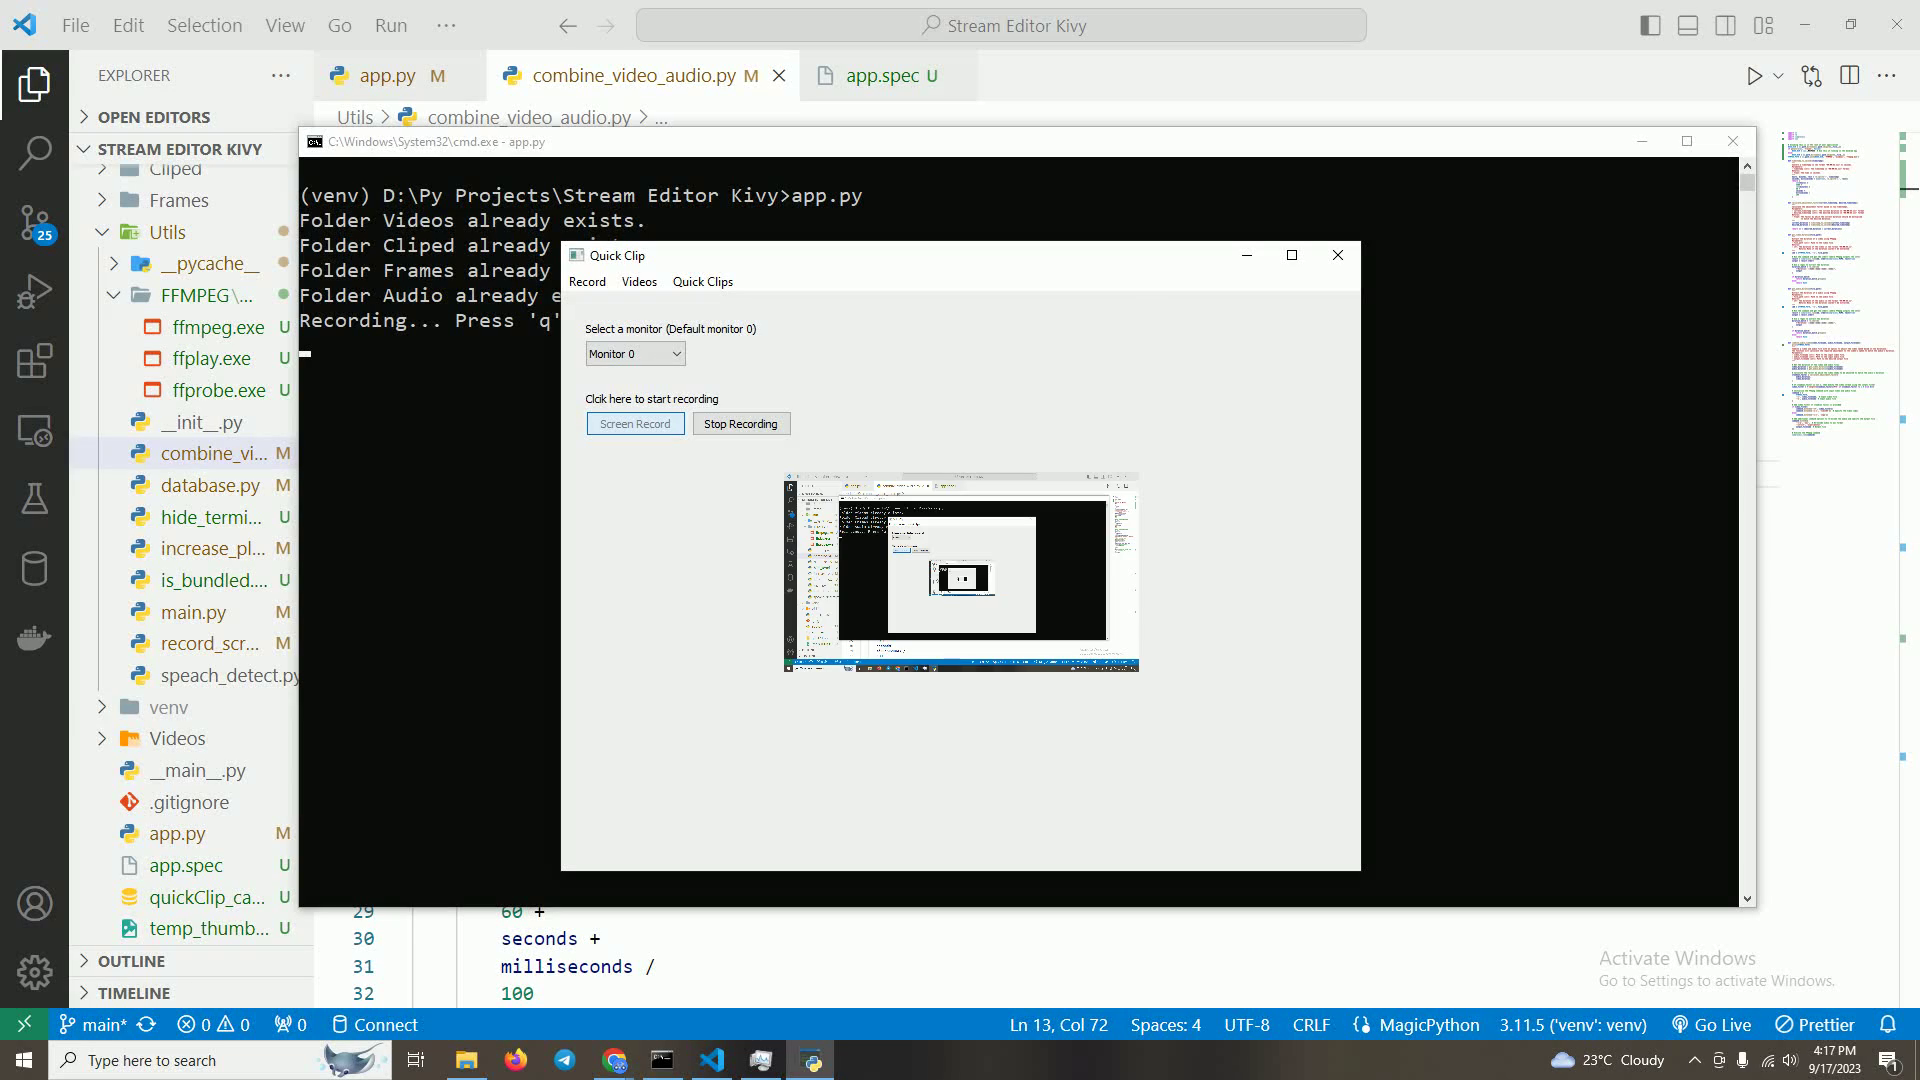 File Edit Selection View Go Run ···
Stream Editor Kivy
EXPLORER
app.py M
combine_video_audio.py M
app.spec U
OPEN EDITORS
Utils > combine_video_audio.py > ...
STREAM EDITOR KIVY
C:\Windows\System32\cmd.exe - app.py
Cliped
Frames
Utils
__pycache__
FFMPEG\...
ffmpeg.exe U
ffplay.exe U
ffprobe.exe U
__init__.py
combine_vi... M
database.py M
hide_termi... U
increase_pl... M
is_bundled.... U
main.py M
record_scr... M
speach_detect.py
venv
Videos
__main__.py
.gitignore
app.py M
app.spec U
quickClip_ca... U
temp_thumb... U
OUTLINE
TIMELINE
25
(venv) D:\Py Projects\Stream Editor Kivy>app.py
Folder Videos already exists.
Folder Cliped already
Folder Frames already
Folder Audio already e
Recording... Press 'q'
Quick Clip
Record Videos Quick Clips
Select a monitor (Default monitor 0)
Monitor 0
Clcik here to start recording
Screen Record Stop Recording
29 60 +
30 seconds +
31 milliseconds /
32 100
Activate Windows
Go to Settings to activate Windows.
main* 0 0 0 Connect
Ln 13, Col 72 Spaces: 4 UTF-8 CRLF MagicPython 3.11.5 ('venv': venv) Go Live Prettier
Type here to search
23°C Cloudy
4:17 PM
9/17/2023
1